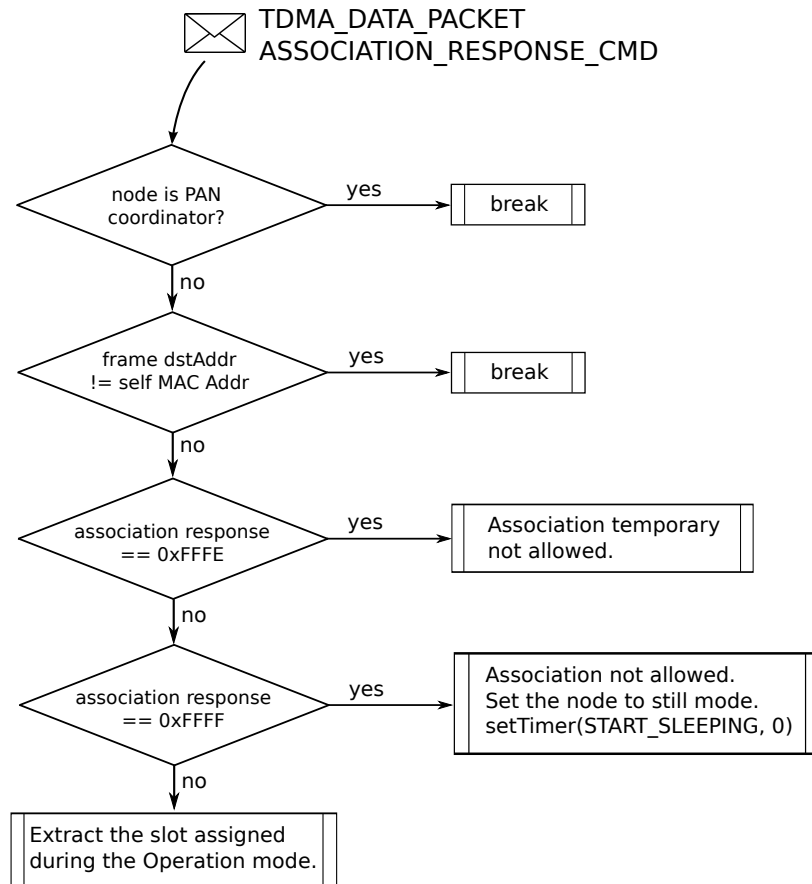 TDMA_DATA_PACKET
ASSOCIATION_RESPONSE_CMD
node is PAN
coordinator?
yes
break
no
frame dstAddr
!= self MAC Addr
yes
break
no
association response
== 0xFFFE
yes
Association temporary
not allowed.
no
association response
== 0xFFFF
yes
Association not allowed.
Set the node to still mode.
setTimer(START_SLEEPING, 0)
no
Extract the slot assigned
during the Operation mode.